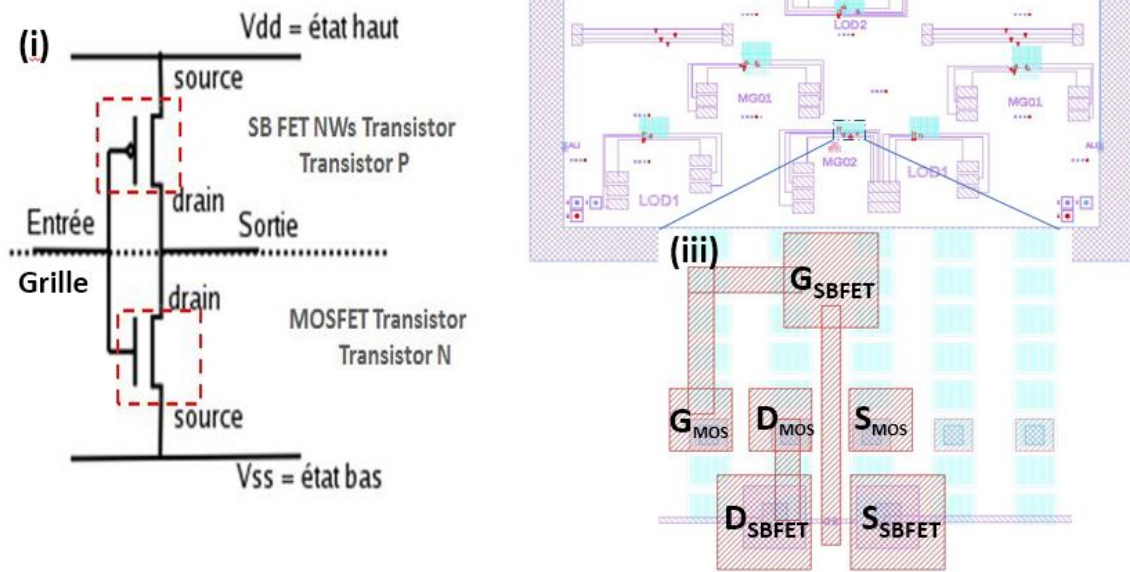 (i)
Vdd = état haut
source
SB FET NWs Transistor
Transistor P
drain
Entrée
Sortie
Grille
drain
MOSFET Transistor
Transistor N
source
Vss = état bas
LOD2
MG01
MG01
MG02
LOD1
LOD1
(iii)
GSBFET
GMOS
DMOS
SMOS
DSBFET
SSBFET